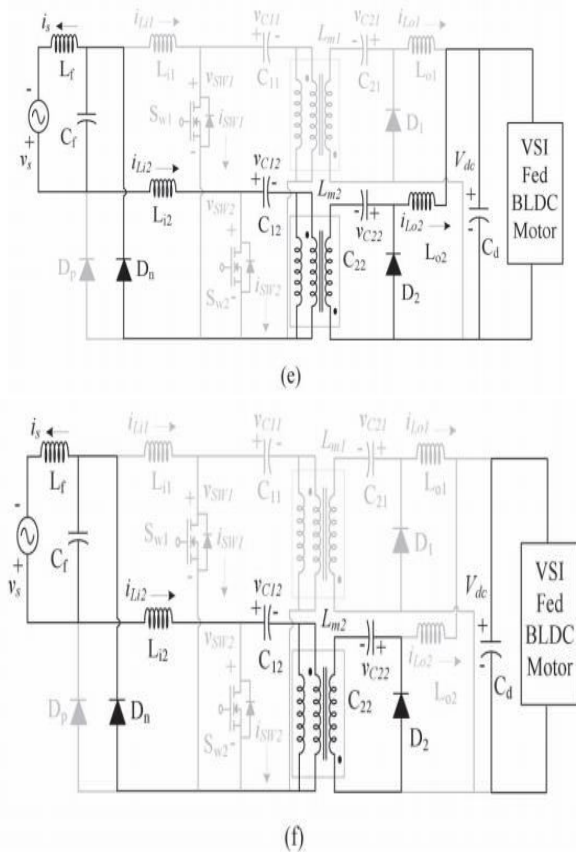 i_s i_Li1 v_C11 L_m1 v_C21 i_Lo1
+ - - +
L_f L_i1 C_11 C_21 L_o1
- v_SW1
+
S_w1 i_SW1 D_1
C_f -
+
v_s i_Li2 v_C12 L_m2 V_dc VSI
Fed
BLDC
Motor
+ - - + +
L_i2 v_SW2 C_12 v_C22 i_Lo2 -
+ C_22 L_o2 C_d
D_p D_n S_w2 - i_SW2 D_2
(e)
i_s i_Li1 v_C11 L_m1 v_C21 i_Lo1
+ - - +
L_f L_i1 C_11 C_21 L_o1
- v_SW1
+
S_w1 i_SW1 D_1
C_f -
+
v_s i_Li2 v_C12 L_m2 V_dc VSI
Fed
BLDC
Motor
+ - - + +
L_i2 v_SW2 C_12 v_C22 i_Lo2 -
+ C_22 L_o2 C_d
D_p D_n S_w2 - i_SW2 D_2
(f)